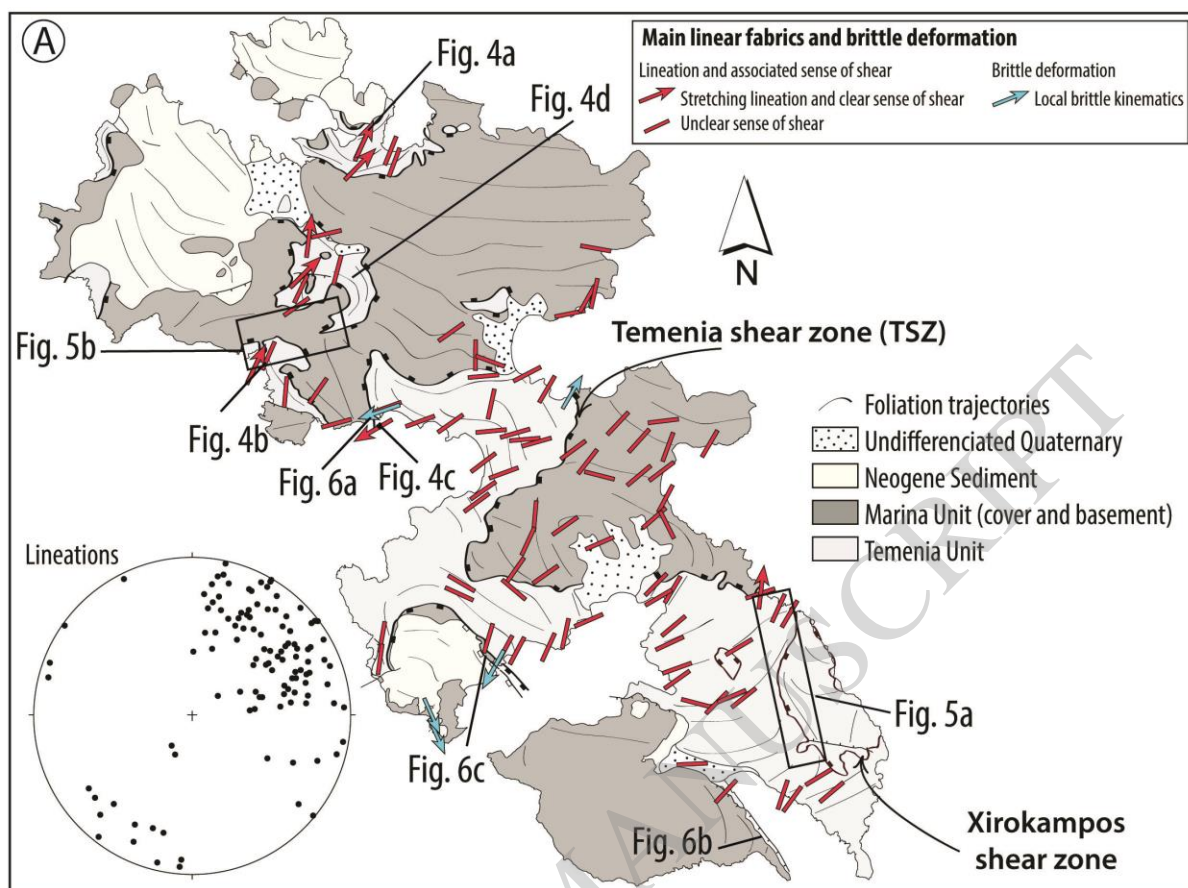 A
Fig. 4a
Fig. 4d
Main linear fabrics and brittle deformation
Lineation and associated sense of shear
Stretching lineation and clear sense of shear
Unclear sense of shear
Brittle deformation
Local brittle kinematics
N
Fig. 5b
Temenia shear zone (TSZ)
Fig. 4b
Fig. 6a
Fig. 4c
Foliation trajectories
Undifferenciated Quaternary
Neogene Sediment
Marina Unit (cover and basement)
Temenia Unit
Lineations
Fig. 5a
Fig. 6c
Fig. 6b
Xirokampos
shear zone
MANUSCRIPT